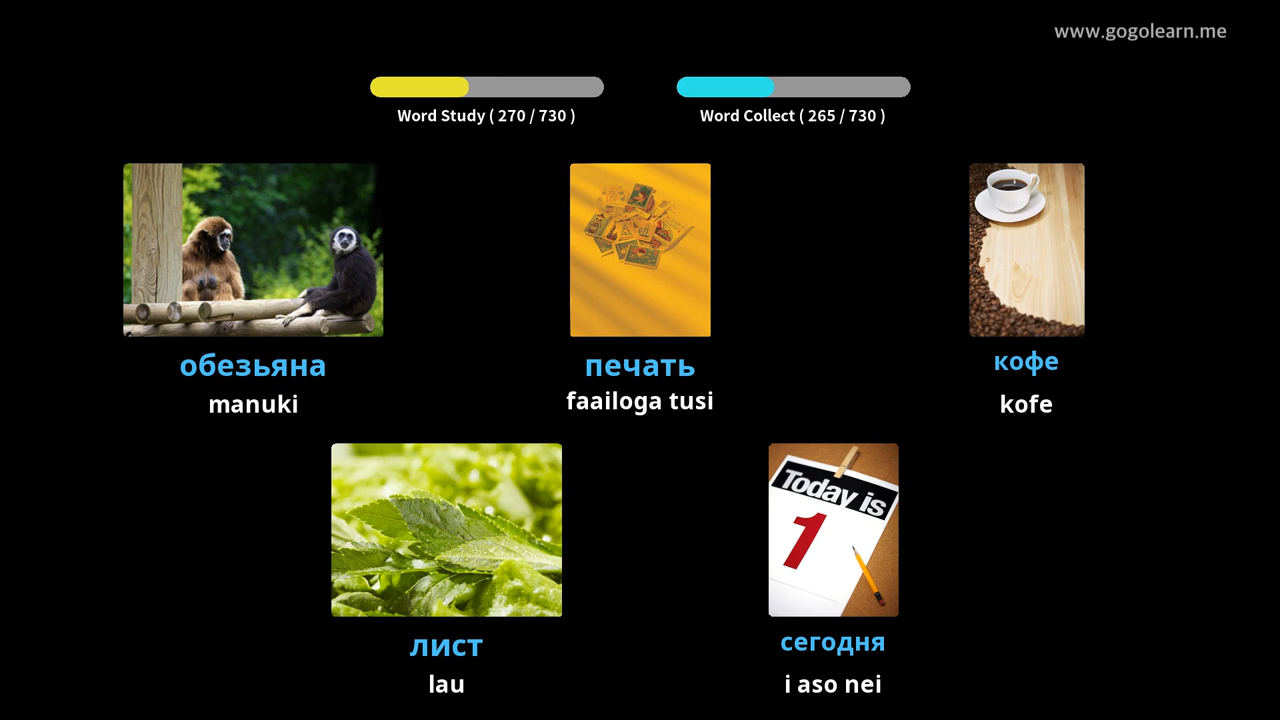 www.gogolearn.me
Word Study ( 270 / 730 )
Word Collect ( 265 / 730 )
обезьяна
manuki
печать
faailoga tusi
кофе
kofe
лист
lau
Today is
1
сегодня
i aso nei